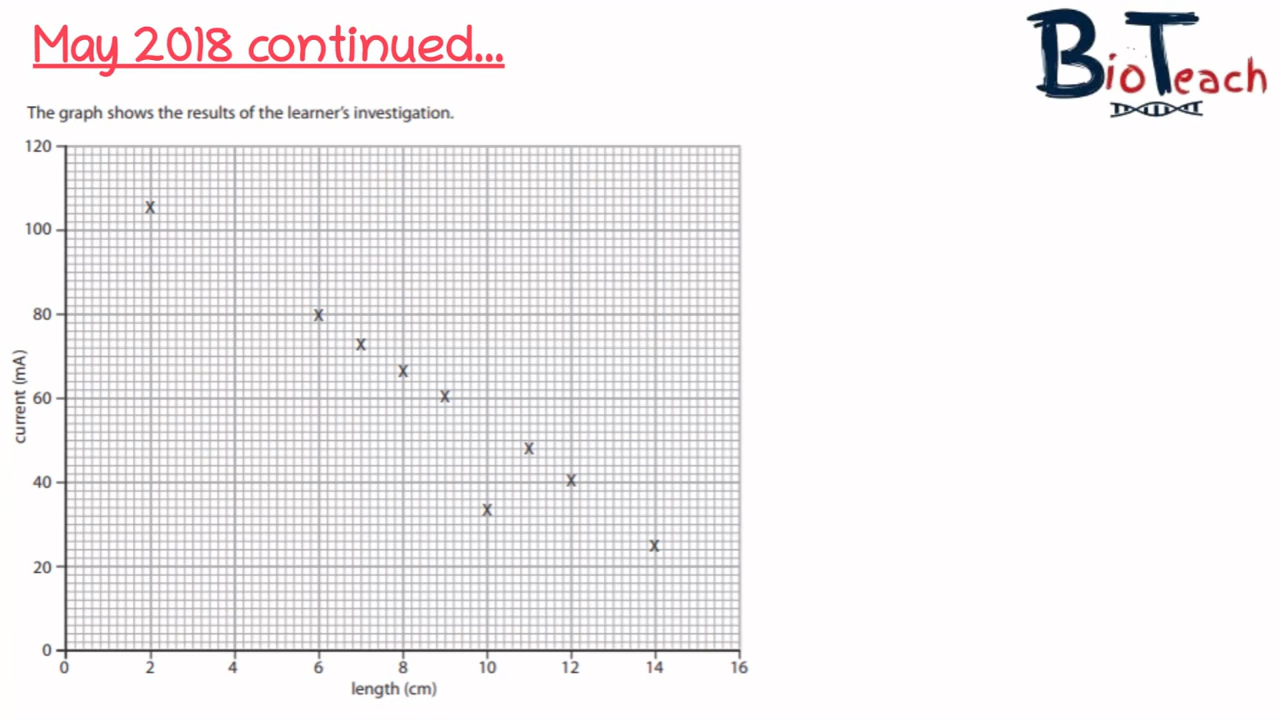 May 2018 continued...
BioTeach
The graph shows the results of the learner's investigation.
120
100
80
60
40
20
0
current (mA)
0 2 4 6 8 10 12 14 16
length (cm)